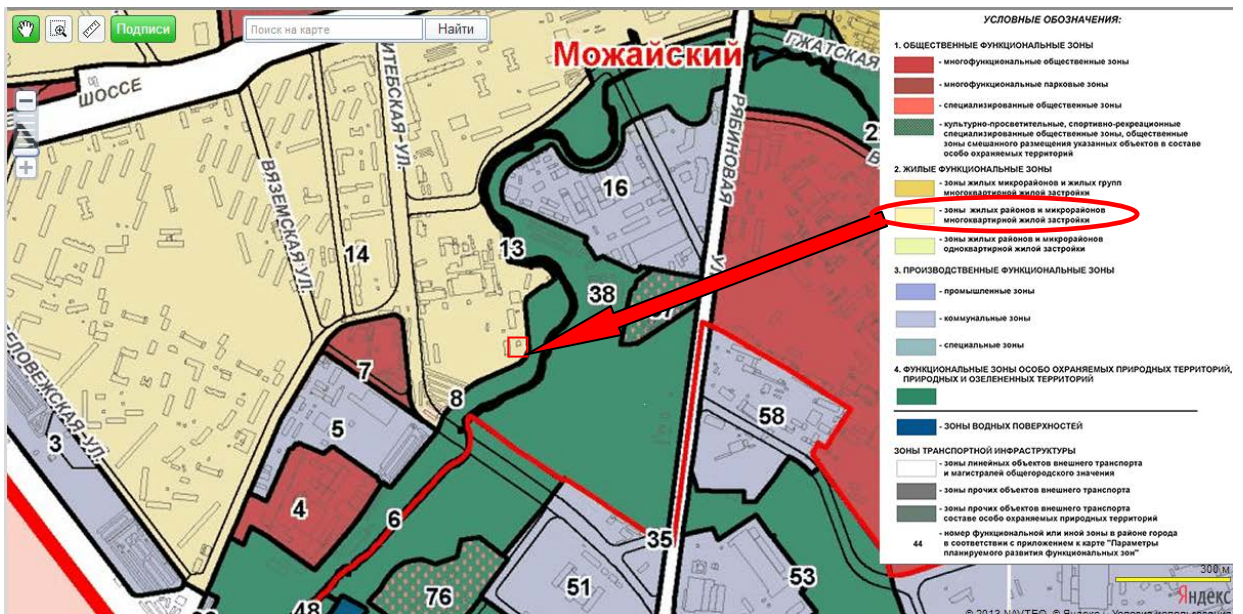 Подписи
Поиск на карте
Найти
Можайский
ГЖАТСКАЯ
ШОССЕ
ИТЕБСКАЯ УЛ.
РЯБИНОВАЯ
УЛ.
ВЯЗЕМСКАЯ УЛ.
ЕЛОВЕЖСКАЯ-УЛ.
16
14
13
38
7
8
5
58
3
4
6
35
51
53
76
48
УСЛОВНЫЕ ОБОЗНАЧЕНИЯ:
1. ОБЩЕСТВЕННЫЕ ФУНКЦИОНАЛЬНЫЕ ЗОНЫ
- многофункциональные общественные зоны
- многофункциональные парковые зоны
- специализированные общественные зоны
- культурно-просветительные, спортивно-рекреационные
специализированные общественные зоны, общественные
зоны смешанного размещения указанных объектов в составе
особо охраняемых территорий
2. ЖИЛЫЕ ФУНКЦИОНАЛЬНЫЕ ЗОНЫ
- зоны жилых микрорайонов и жилых групп
многоквартирной жилой застройки
- зоны жилых районов и микрорайонов
многоквартирной жилой застройки
- зоны жилых районов и микрорайонов
одноквартирной жилой застройки
3. ПРОИЗВОДСТВЕННЫЕ ФУНКЦИОНАЛЬНЫЕ ЗОНЫ
- промышленные зоны
- коммунальные зоны
- специальные зоны
4. ФУНКЦИОНАЛЬНЫЕ ЗОНЫ ОСОБО ОХРАНЯЕМЫХ ПРИРОДНЫХ ТЕРРИТОРИЙ,
ПРИРОДНЫХ И ОЗЕЛЕНЕННЫХ ТЕРРИТОРИЙ
- ЗОНЫ ВОДНЫХ ПОВЕРХНОСТЕЙ
ЗОНЫ ТРАНСПОРТНОЙ ИНФРАСТРУКТУРЫ
- зоны линейных объектов внешнего транспорта
и магистралей общегородского значения
- зоны прочих объектов внешнего транспорта
- зоны прочих объектов внешнего транспорта
составе особо охраняемых природных территорий
44 - номер функциональной или иной зоны в районе города
в соответствии с приложением к карте "Параметры
планируемого развития функциональных зон"
300 м
Яндекс
© 2013 NAVTEQ, © Яндекс • Условия использования